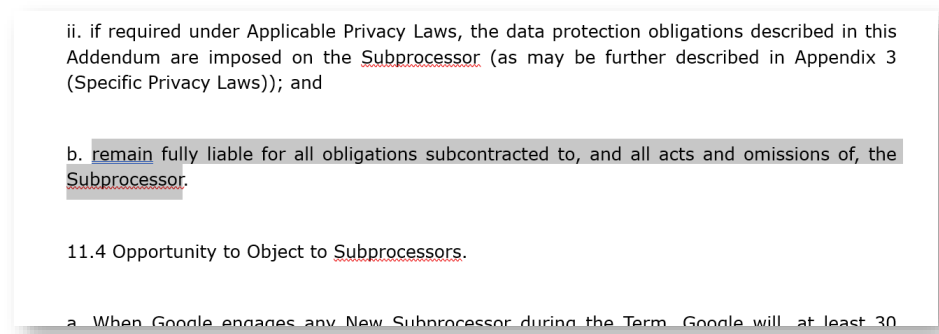 ii. if required under Applicable Privacy Laws, the data protection obligations described in this
Addendum are imposed on the Subprocessor (as may be further described in Appendix 3
(Specific Privacy Laws)); and
b. remain fully liable for all obligations subcontracted to, and all acts and omissions of, the
Subprocessor.
11.4 Opportunity to Object to Subprocessors.
a. When Google engages any New Subprocessor during the Term, Google will, at least 30